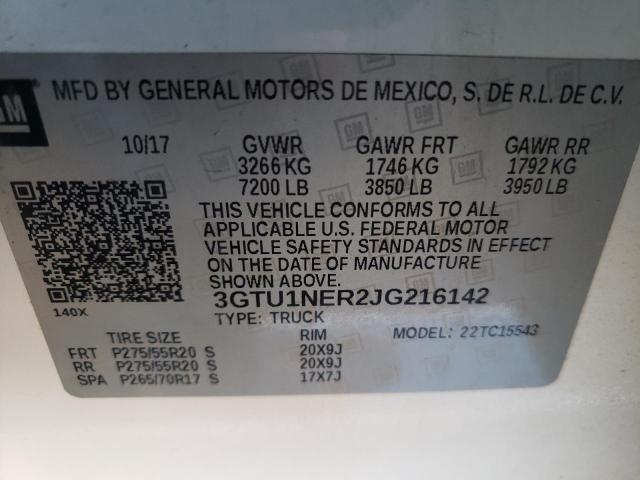 GM MFD BY GENERAL MOTORS DE MEXICO, S. DE R.L. DE C.V.
10/17 GVWR GAWR FRT GAWR RR
3266 KG 1746 KG 1792 KG
7200 LB 3850 LB 3950 LB
THIS VEHICLE CONFORMS TO ALL
APPLICABLE U.S. FEDERAL MOTOR
VEHICLE SAFETY STANDARDS IN EFFECT
ON THE DATE OF MANUFACTURE
SHOWN ABOVE.
3GTU1NER2JG216142
140X TYPE: TRUCK
TIRE SIZE RIM MODEL: 22TC15543
FRT P275/55R20 S 20X9J
RR P275/55R20 S 20X9J
SPA P265/70R17 S 17X7J